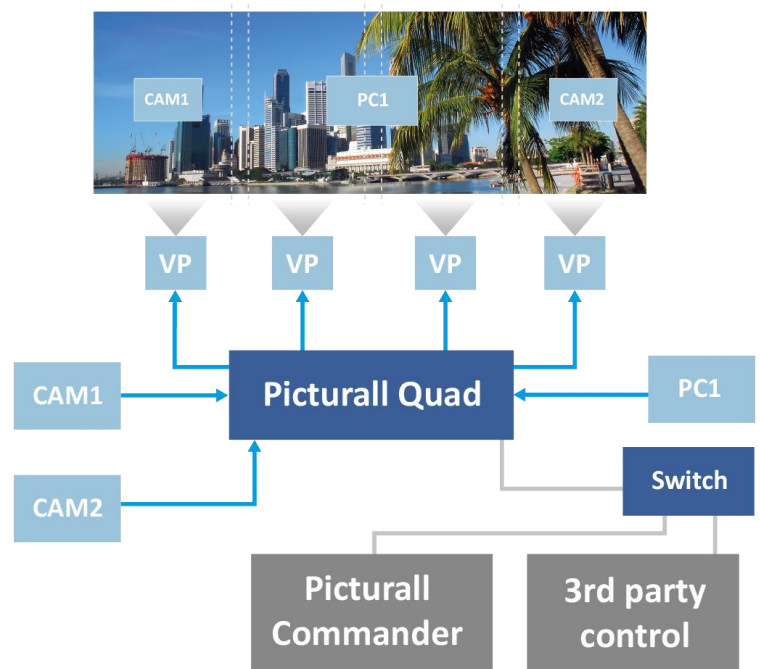 CAM1
PC1
CAM2
VP
VP
VP
VP
Picturall Quad
CAM1
PC1
CAM2
Switch
Picturall
Commander
3rd party
control